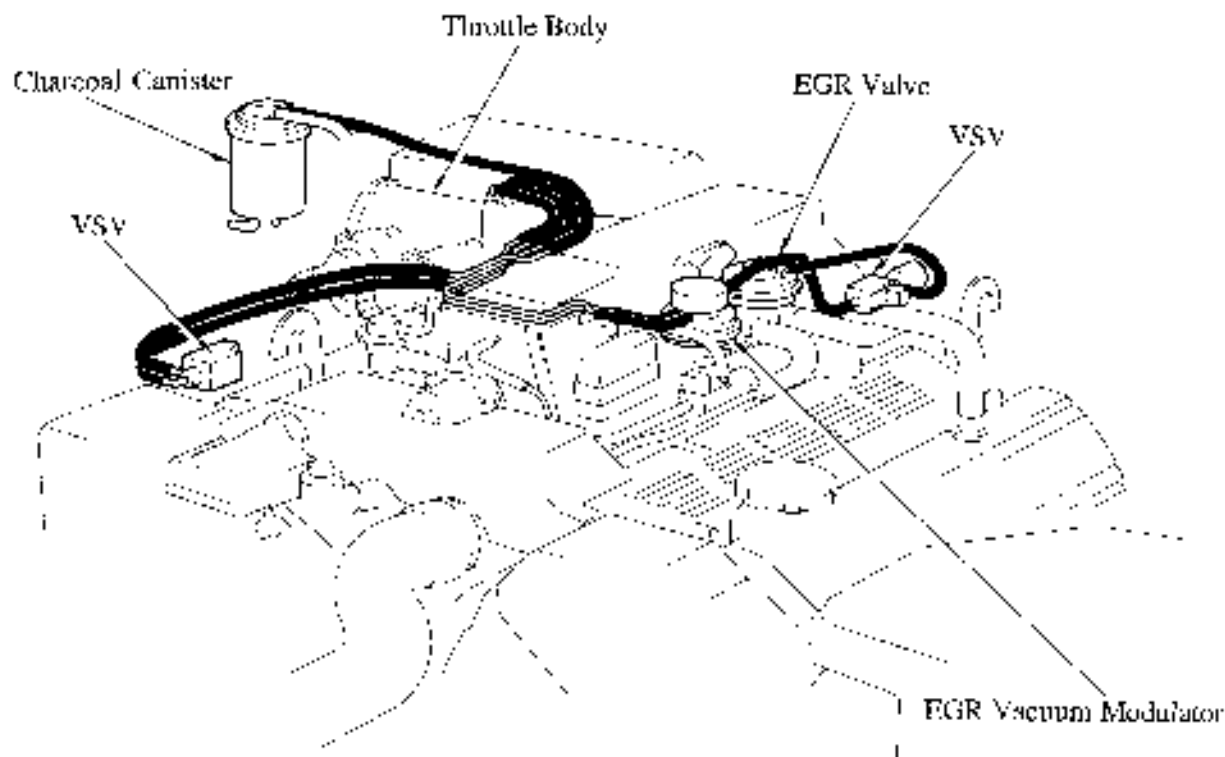 Throttle Body
Charcoal Canister
EGR Valve
VSV
VSV
EGR Vacuum Modulator